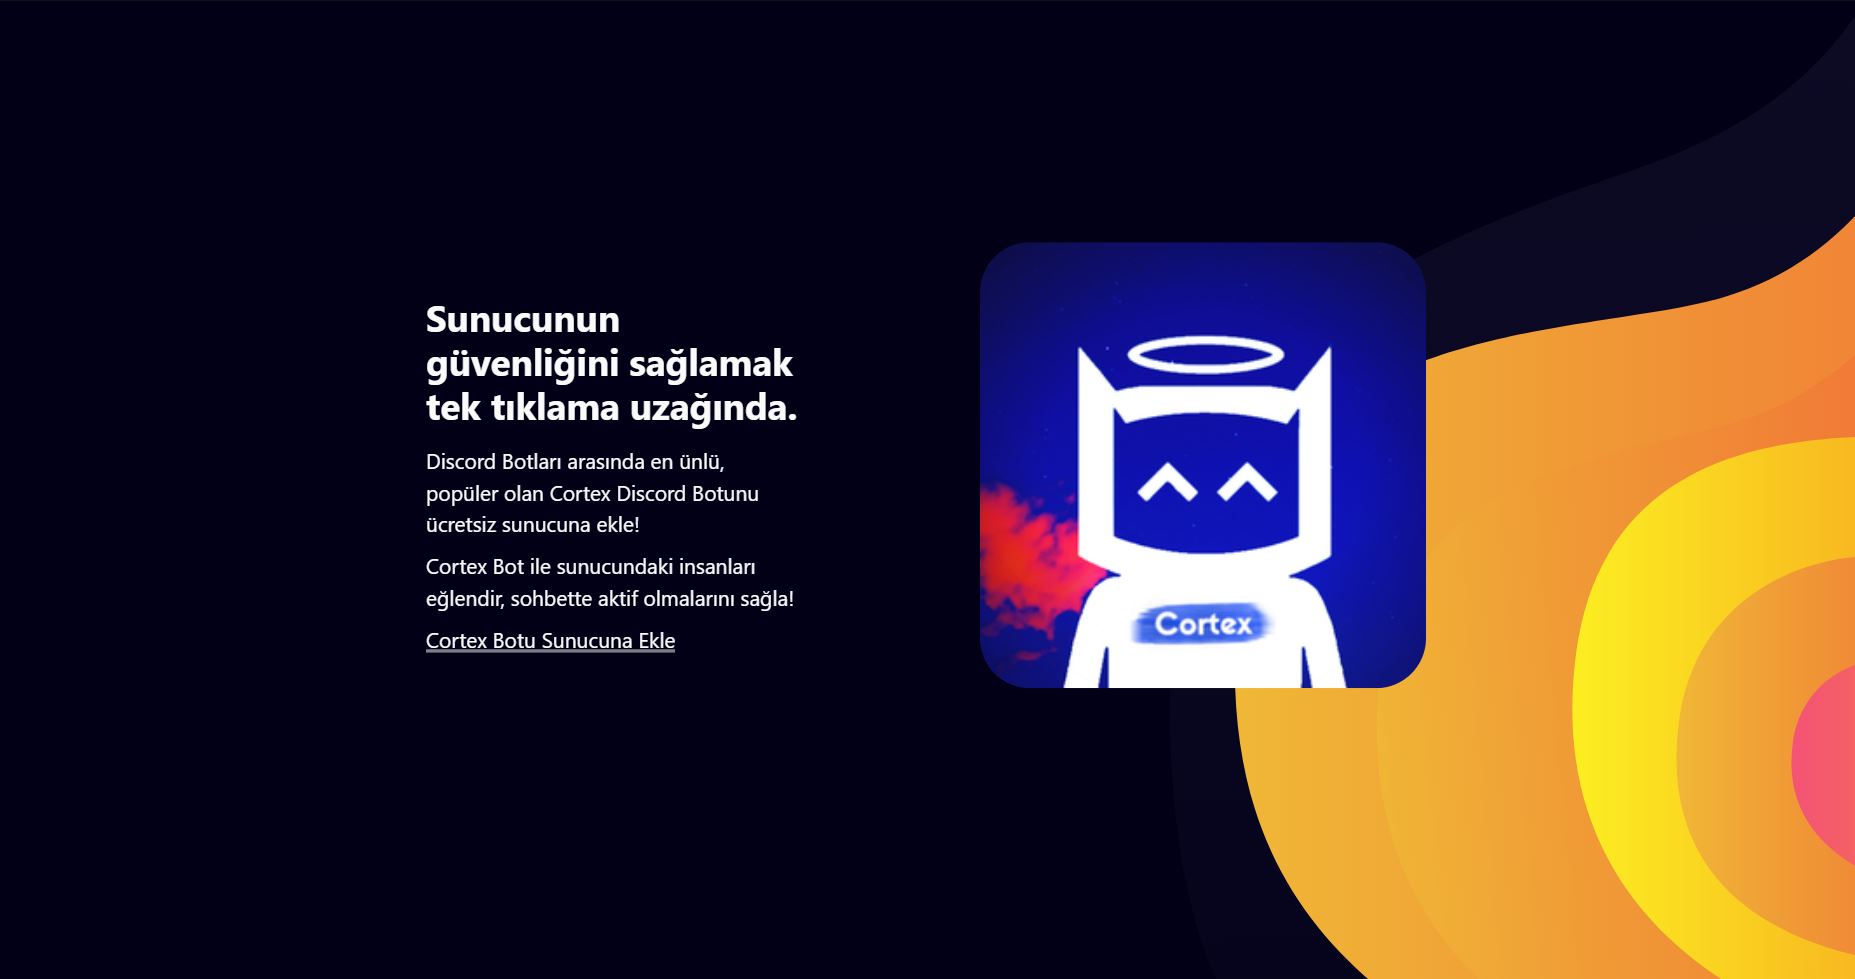 Sunucunun
güvenliğini sağlamak
tek tıklama uzağında.
Discord Botları arasında en ünlü,
popüler olan Cortex Discord Botunu
ücretsiz sunucuna ekle!
Cortex Bot ile sunucundaki insanları
eğlendir, sohbette aktif olmalarını sağla!
Cortex Botu Sunucuna Ekle
Cortex